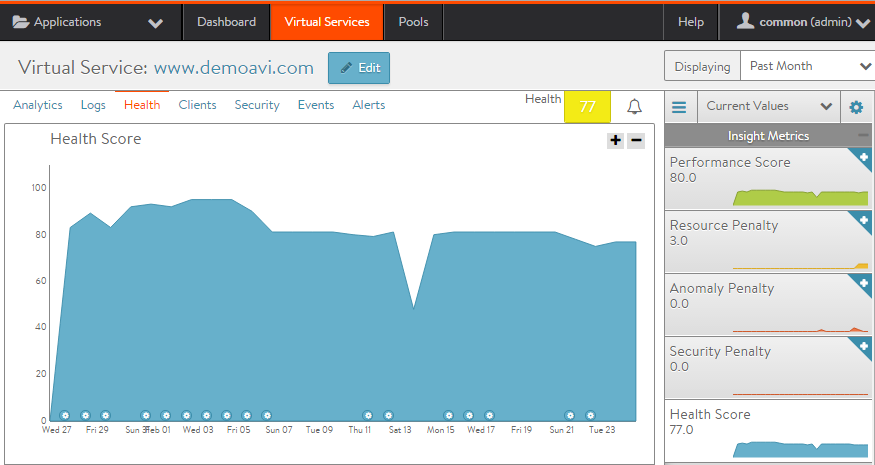 Applications Dashboard Virtual Services Pools Help common (admin)
Virtual Service: www.demoavi.com Edit Displaying Past Month
Analytics Logs Health Clients Security Events Alerts Health 77 Current Values
Health Score + −
Insight Metrics
Performance Score
80.0
Resource Penalty
3.0
Anomaly Penalty
0.0
Security Penalty
0.0
Health Score
77.0
100
80
60
40
20
0
Wed 27 Fri 29 Sun 31 Feb 01 Wed 03 Fri 05 Sun 07 Tue 09 Thu 11 Sat 13 Mon 15 Wed 17 Fri 19 Sun 21 Tue 23